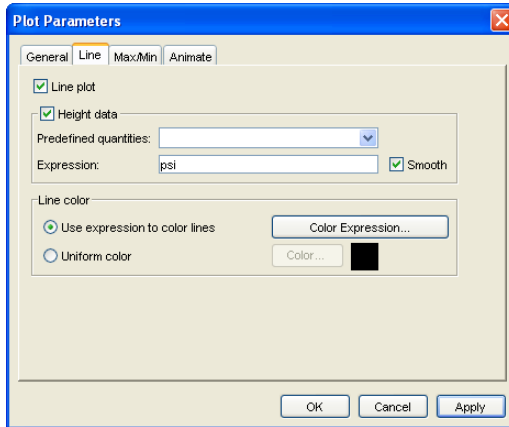 Plot Parameters
General Line Max/Min Animate
Line plot
Height data
Predefined quantities:
Expression: psi Smooth
Line color
Use expression to color lines Color Expression...
Uniform color Color...
OK Cancel Apply